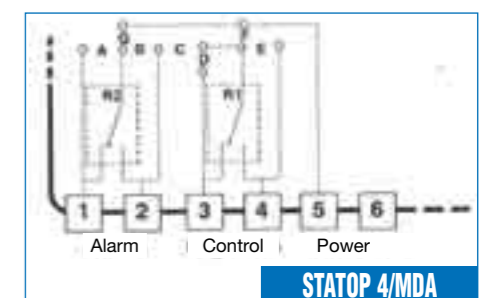 A B C D E
R2 R1
1 2 3 4 5 6
Alarm Control Power
STATOP 4/MDA